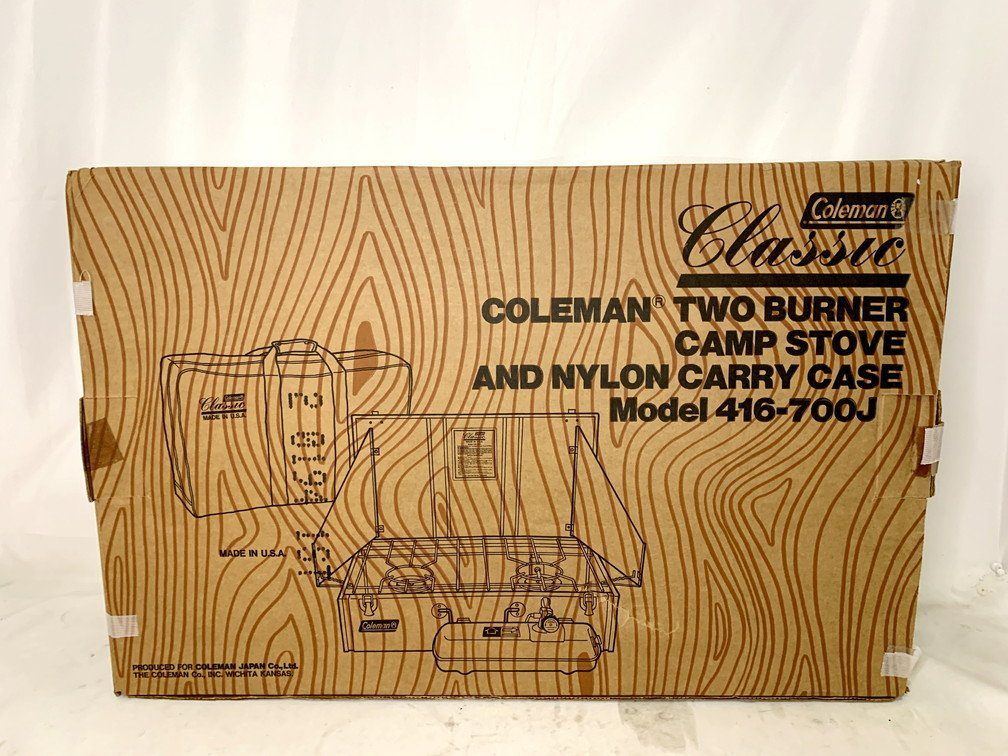 Coleman
Classic
COLEMAN® TWO BURNER
CAMP STOVE
AND NYLON CARRY CASE
Model 416-700J
Coleman
Classic
MADE IN U.S.A.
MADE IN U.S.A.
Coleman
PRODUCED FOR COLEMAN JAPAN Co., Ltd.
THE COLEMAN Co., INC. WICHITA KANSAS.